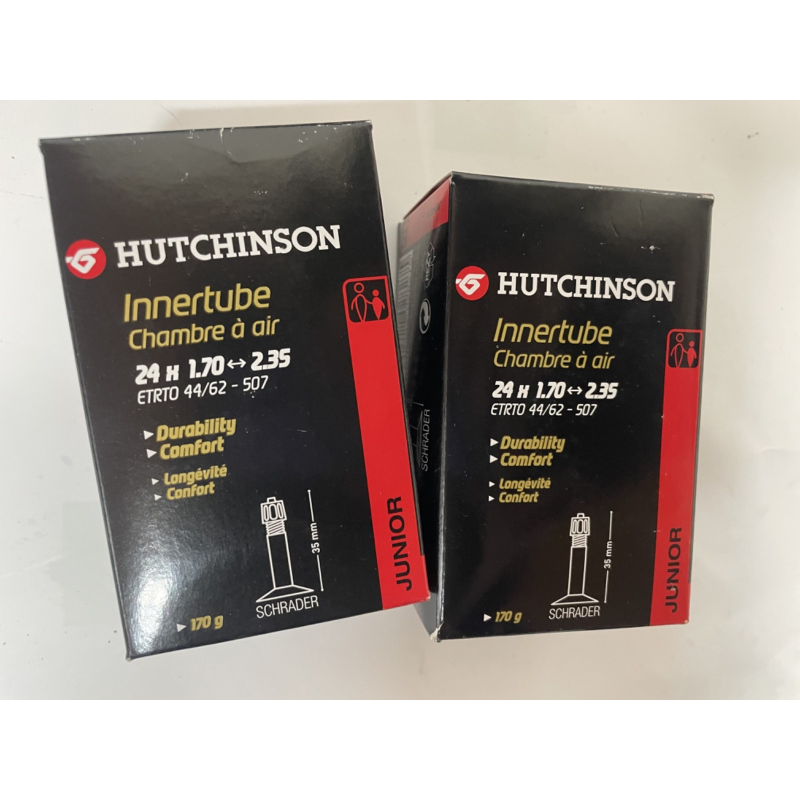 HUTCHINSON
Innertube
Chambre à air
24 x 1.70 ↔ 2.35
ETRTO 44/62 - 507
▸ Durability
▸ Comfort
▸ Longévité
▸ Confort
35 mm
SCHRADER
▸ 170 g
JUNIOR
SCHRADER
HUTCHINSON
Innertube
Chambre à air
24 x 1.70 ↔ 2.35
ETRTO 44/62 - 507
▸ Durability
▸ Comfort
▸ Longévité
▸ Confort
35 mm
SCHRADER
▸ 170 g
JUNIOR